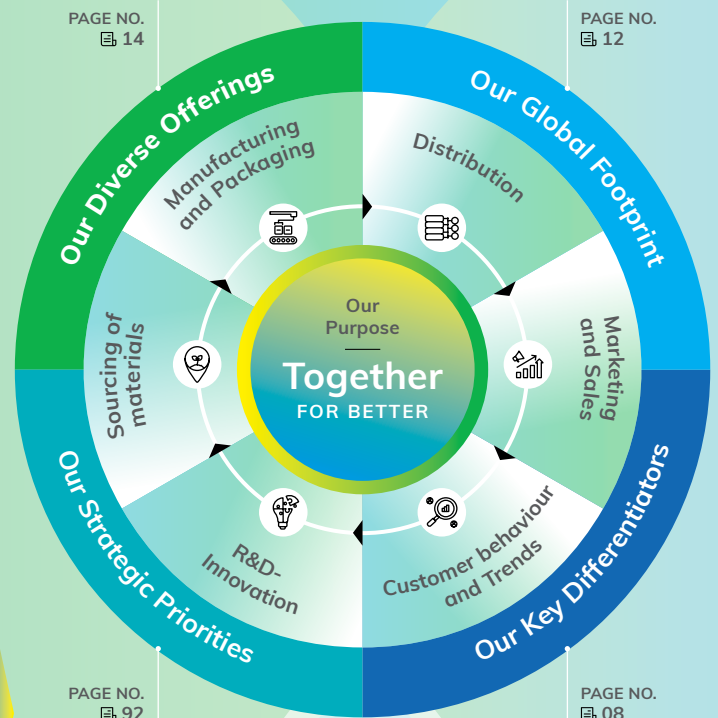 PAGE NO.
14
PAGE NO.
12
Our Diverse Offerings
Our Global Footprint
Manufacturing
and Packaging
Distribution
Sourcing of
materials
Our
Purpose
Together
FOR BETTER
Marketing
and Sales
R&D-
Innovation
Customer behaviour
and Trends
Our Strategic Priorities
Our Key Differentiators
PAGE NO.
92
PAGE NO.
08